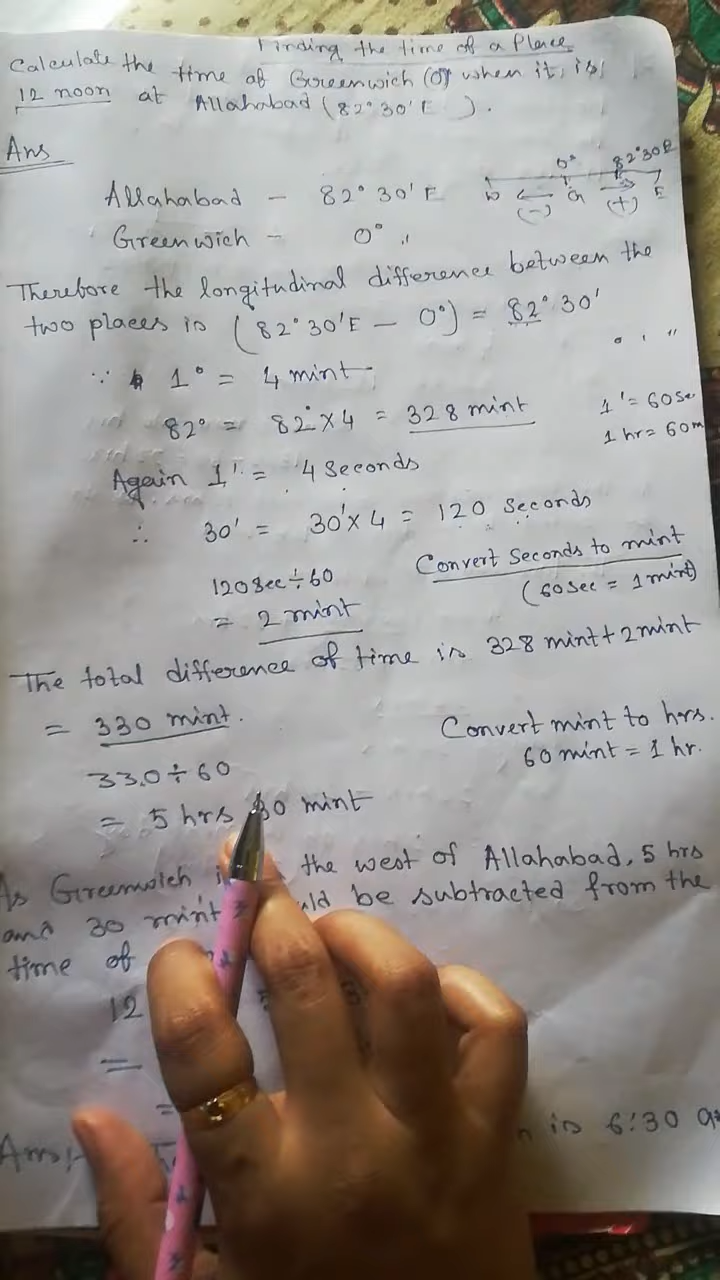 Finding the time of a Place
Calculate the time of Greenwich (0°) when it is
12 noon at Allahabad (82°30'E ).
Ans
0° 82°30'E
W G E
(-) (+)
Allahabad - 82° 30' E
Greenwich - 0° "
Therefore the longitudinal difference between the
two places is (82°30'E - 0°) = 82° 30'
° ' "
∵ 1° = 4 mint
82° = 82° × 4 = 328 mint
1' = 60 Sec
1 hr = 60 m
Again 1' = 4 Seconds
∴ 30' = 30' × 4 = 120 Seconds
120 Sec ÷ 60
= 2 mint
Convert Seconds to mint
(60 Sec = 1 mint)
The total difference of time is 328 mint + 2 mint
= 330 mint.
Convert mint to hrs.
60 mint = 1 hr.
330 ÷ 60
= 5 hrs 30 mint
As Greenwich the west of Allahabad, 5 hrs
and 30 mint be subtracted from the
time of
12
=
=
Ans is 6:30